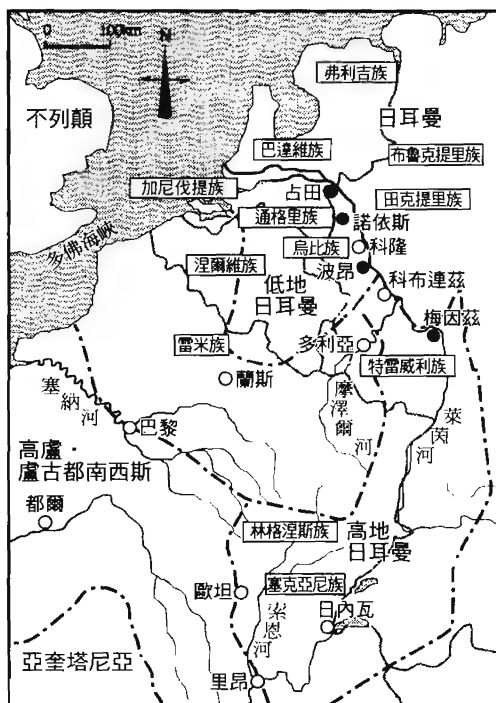 0 100km
N
弗利吉族
不列顛
日耳曼
巴達維族
布魯克提里族
加尼伐提族
占田
田克提里族
通格里族
諾依斯
多佛海峽
烏比族
科隆
涅爾維族
波昂
低地
日耳曼
科布連茲
梅因茲
雷米族
多利亞
特雷威利族
蘭斯
塞納河
摩澤爾河
萊茵河
巴黎
高盧·
盧古都南西斯
都爾
林格涅斯族
高地
日耳曼
歐坦
塞克亞尼族
索恩河
日內瓦
亞奎塔尼亞
里昂